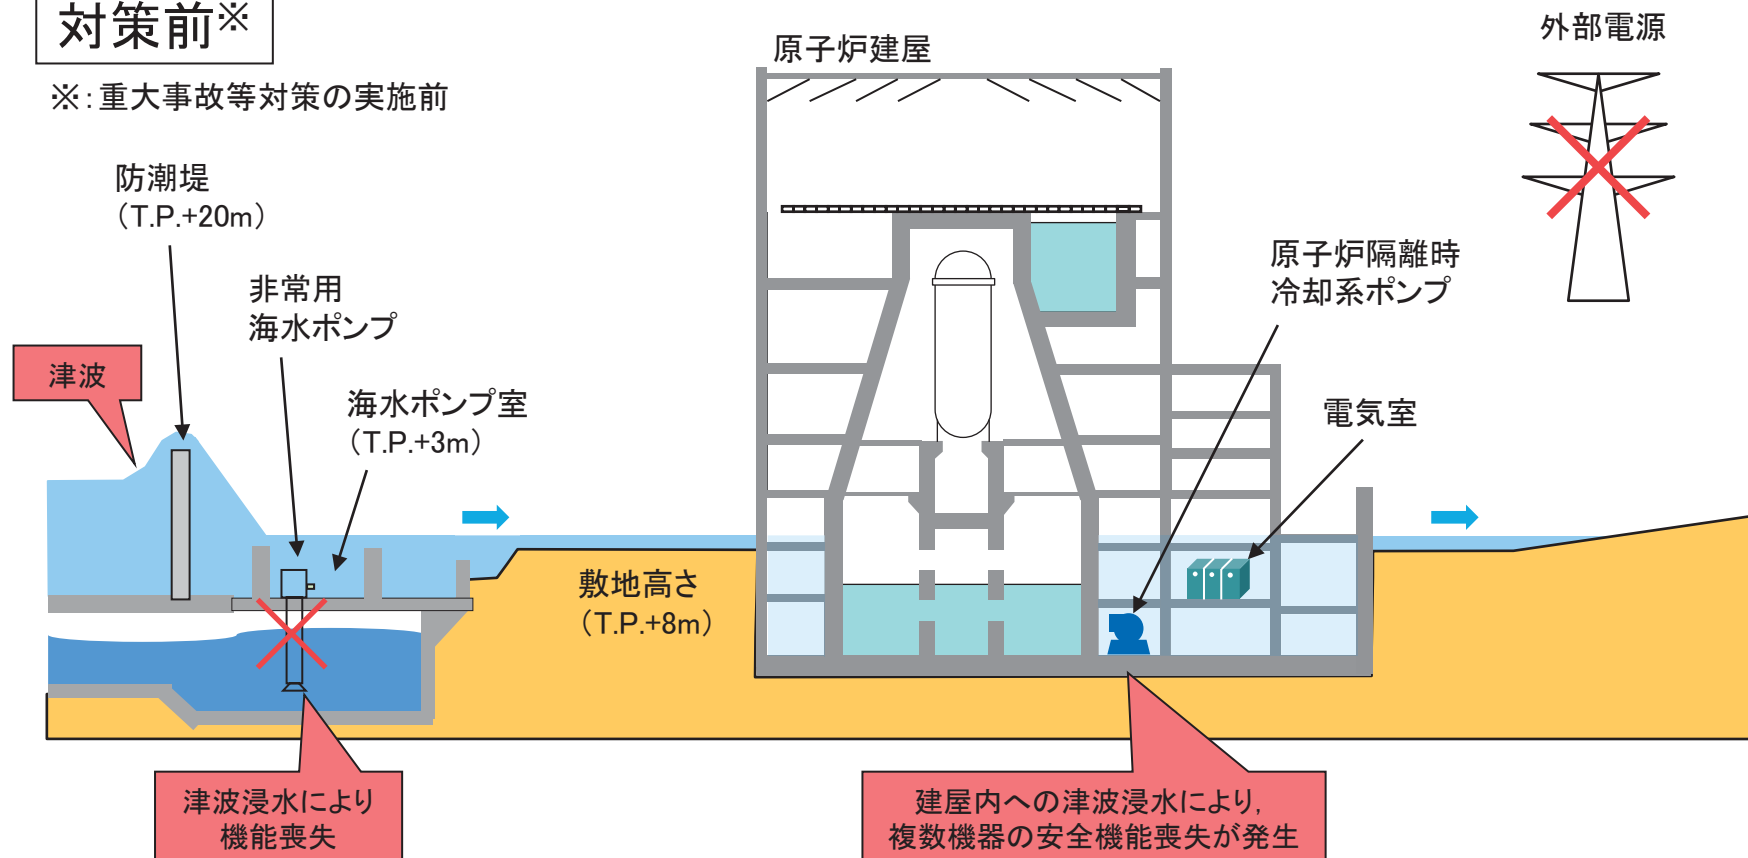 対策前※
※：重大事故等対策の実施前
原子炉建屋
外部電源
防潮堤
（T.P.+20m）
非常用
海水ポンプ
津波
海水ポンプ室
（T.P.+3m）
原子炉隔離時
冷却系ポンプ
電気室
敷地高さ
（T.P.+8m）
津波浸水により
機能喪失
建屋内への津波浸水により，
複数機器の安全機能喪失が発生